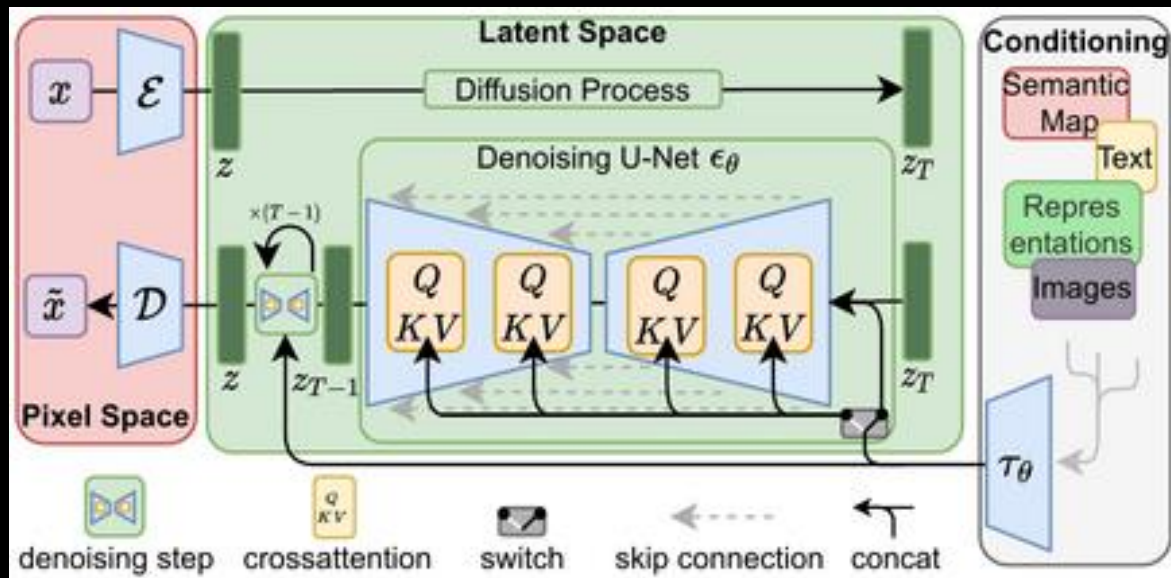 Latent Space
Conditioning
x
ℰ
Diffusion Process
Semantic
Map
Text
z
Denoising U-Net ϵ_θ
z_T
Repres
entations
Images
×(T−1)
x̃
𝒟
Q
KV
Q
KV
Q
KV
Q
KV
z
z_{T−1}
z_T
Pixel Space
τ_θ
Q
KV
denoising step
crossattention
switch
skip connection
concat